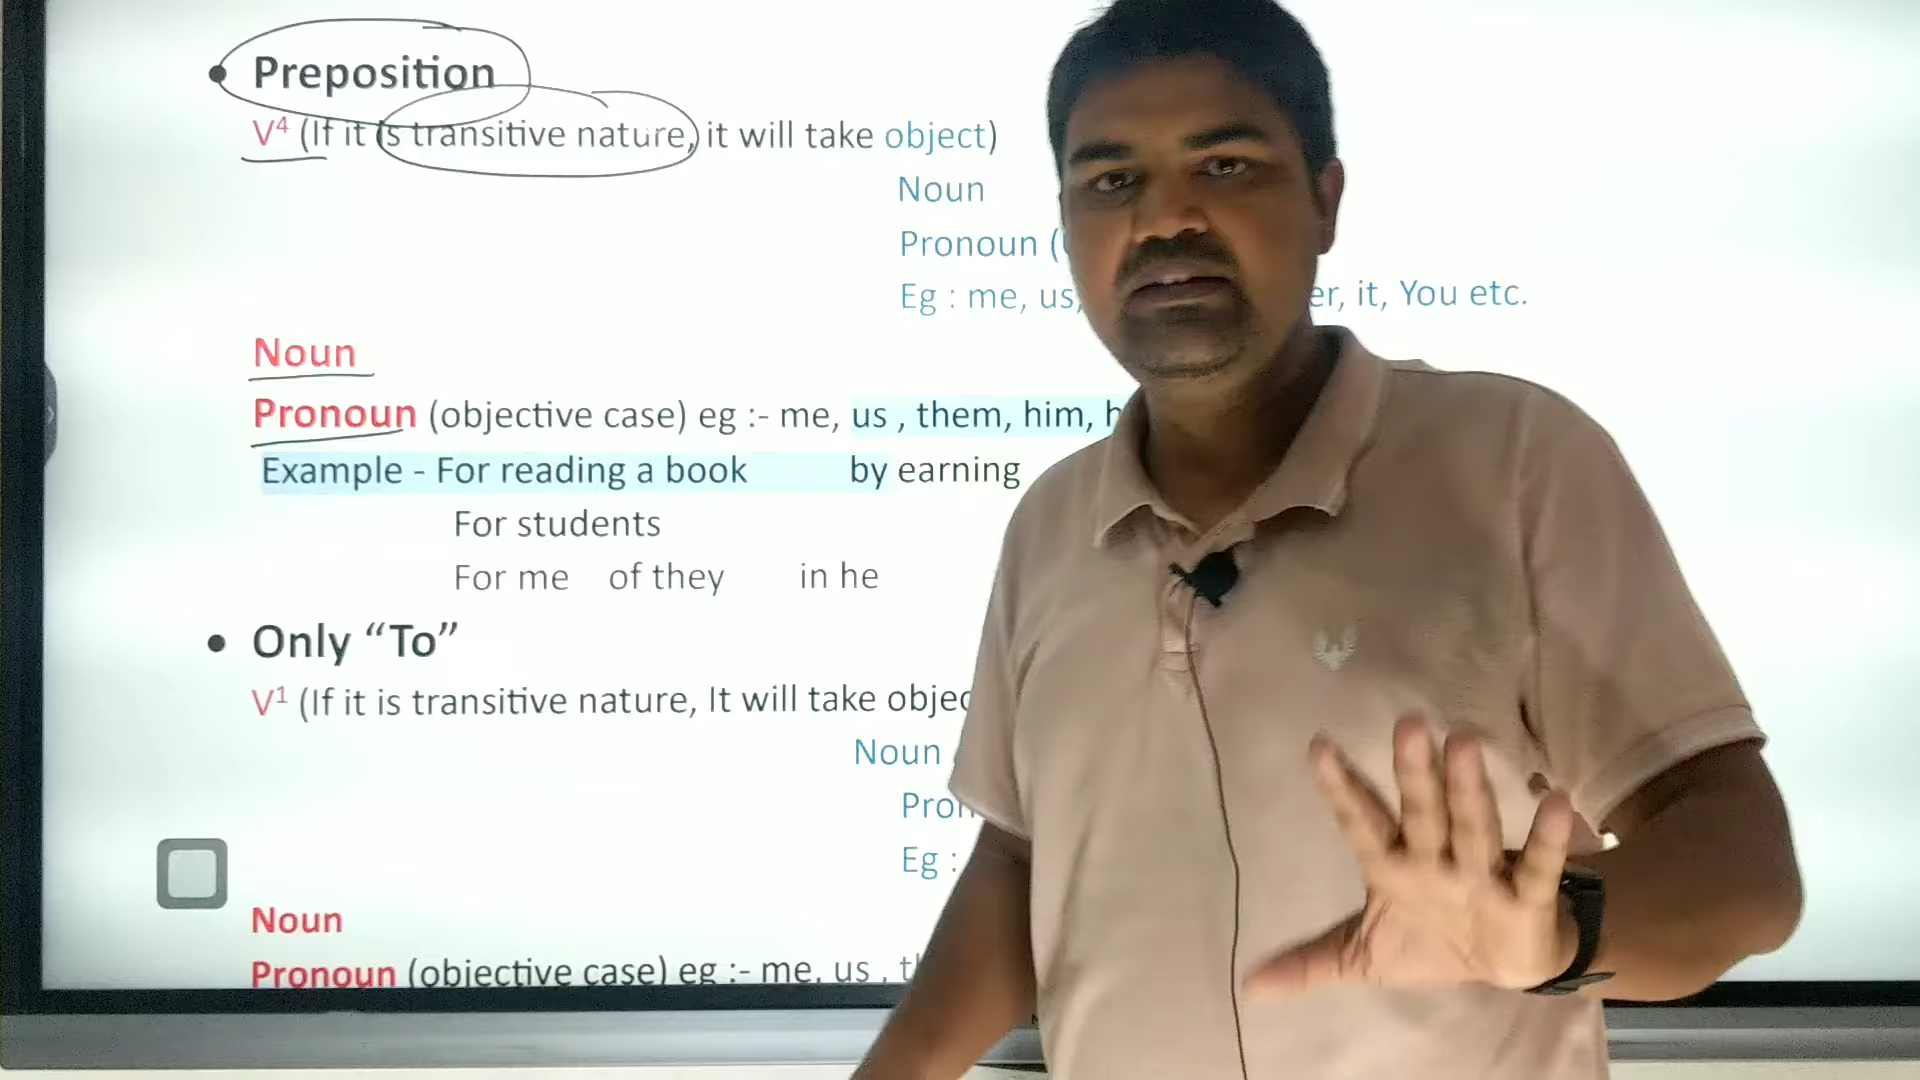 • Preposition
V⁴ (If it is transitive nature, it will take object)
Noun
Pronoun (
Eg : me, us, er, it, You etc.
Noun
Pronoun (objective case) eg :- me, us , them, him, h
Example - For reading a book by earning
For students
For me of they in he
• Only “To”
V¹ (If it is transitive nature, It will take objec
Noun
Pron
Eg :
Noun
Pronoun (objective case) eg :- me, us , t